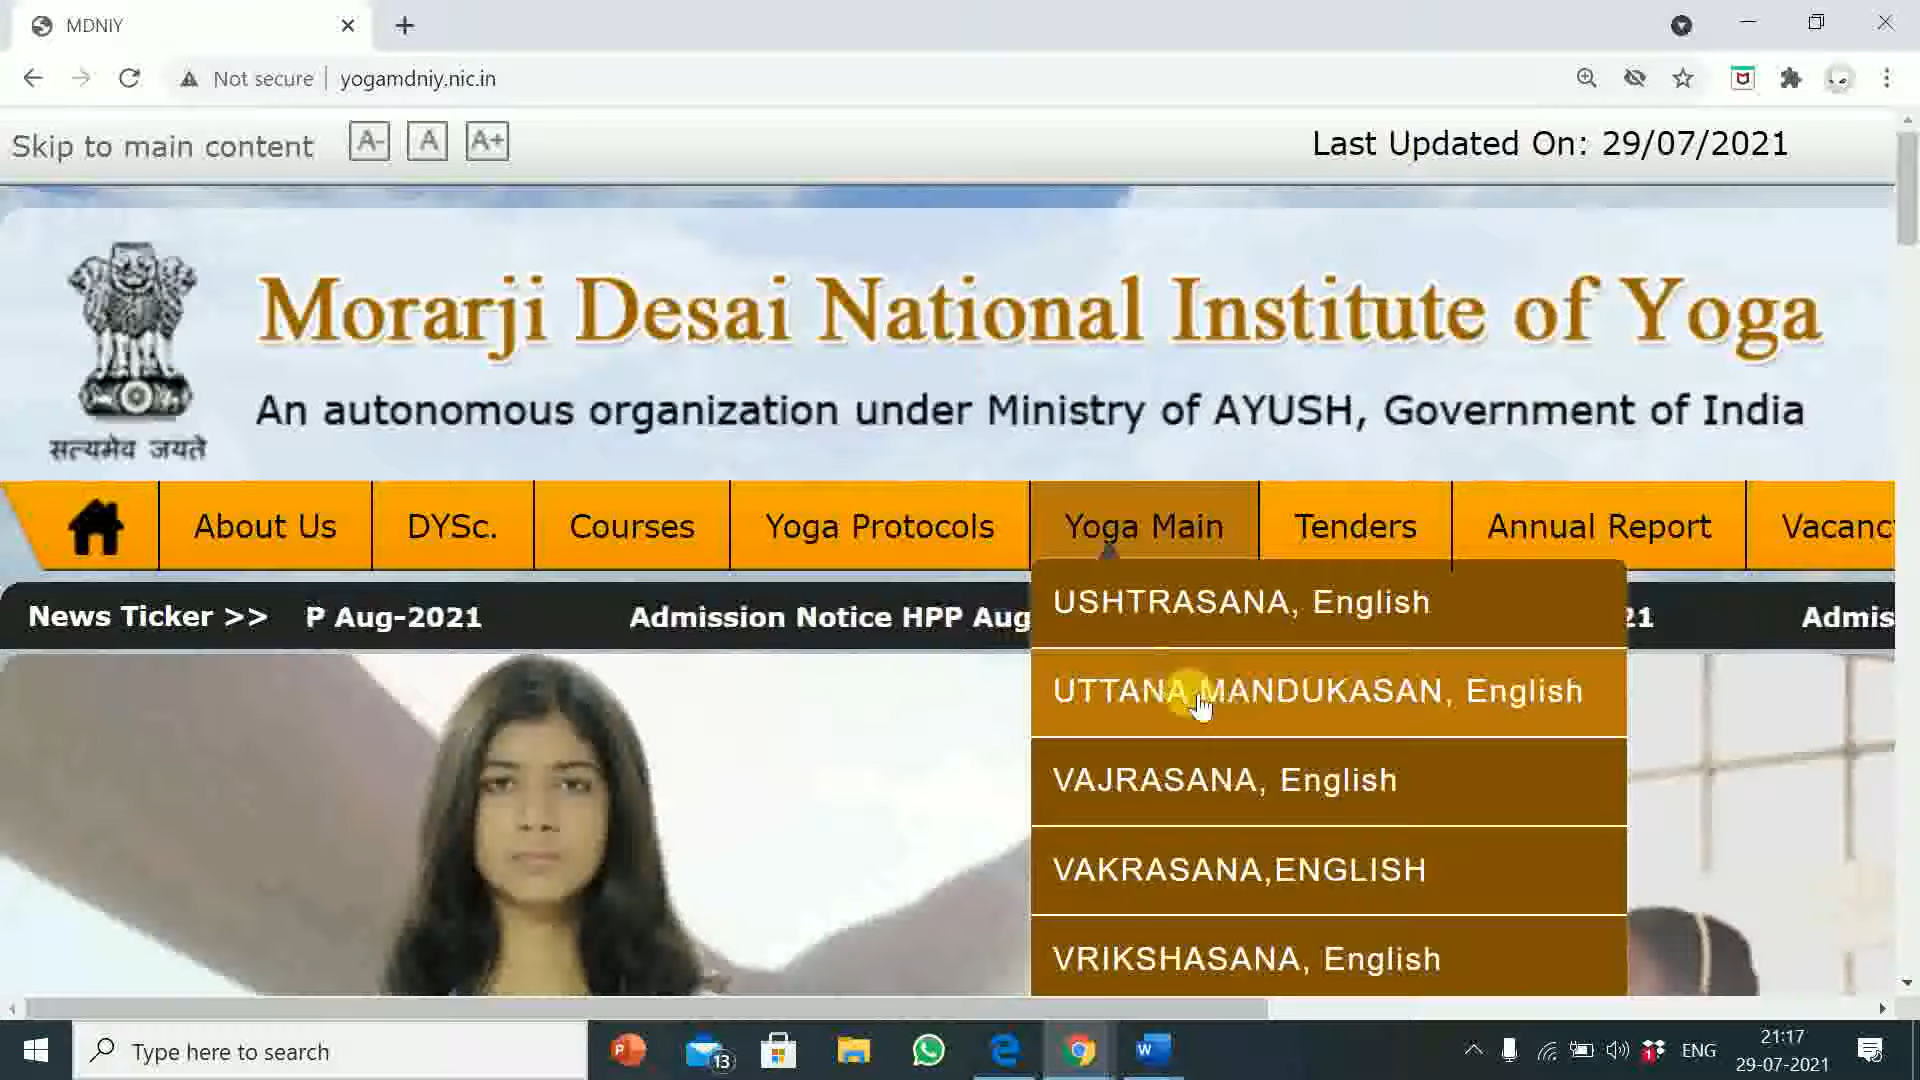 MDNIY
Not secure
yogamdniy.nic.in
Skip to main content
A- A A+
Last Updated On: 29/07/2021
Morarji Desai National Institute of Yoga
An autonomous organization under Ministry of AYUSH, Government of India
सत्यमेव जयते
About Us DYSc. Courses Yoga Protocols Yoga Main Tenders Annual Report Vacanc
News Ticker >> P Aug-2021 Admission Notice HPP Aug 21 Admis
USHTRASANA, English
UTTANA MANDUKASAN, English
VAJRASANA, English
VAKRASANA,ENGLISH
VRIKSHASANA, English
Type here to search
13
1
ENG
21:17
29-07-2021